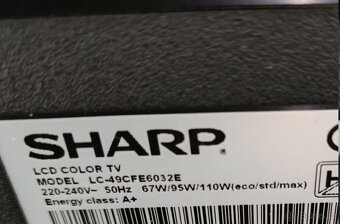 SHARP
LCD COLOR TV
MODEL LC-49CFE6032E
220-240V~ 50Hz 67W/95W/110W(eco/std/max)
Energy class: A+